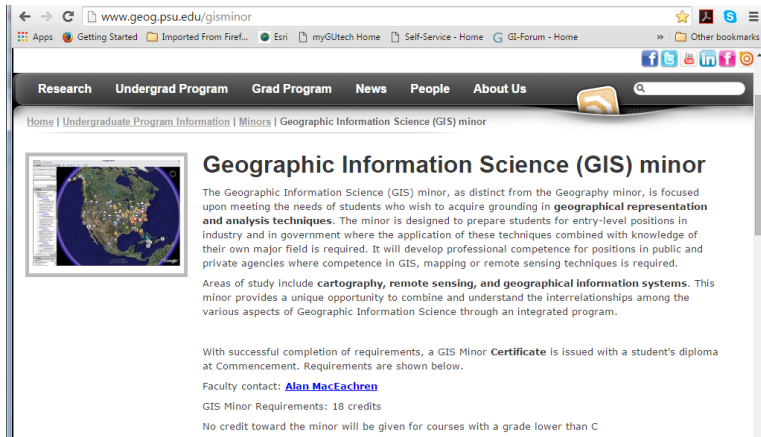 www.geog.psu.edu/gisminor
Apps Getting Started Imported From Firef... Esri myGUtech Home Self-Service - Home GI-Forum - Home » Other bookmarks
Research Undergrad Program Grad Program News People About Us
Home | Undergraduate Program Information | Minors | Geographic Information Science (GIS) minor
Geographic Information Science (GIS) minor
The Geographic Information Science (GIS) minor, as distinct from the Geography minor, is focused
upon meeting the needs of students who wish to acquire grounding in geographical representation
and analysis techniques. The minor is designed to prepare students for entry-level positions in
industry and in government where the application of these techniques combined with knowledge of
their own major field is required. It will develop professional competence for positions in public and
private agencies where competence in GIS, mapping or remote sensing techniques is required.
Areas of study include cartography, remote sensing, and geographical information systems. This
minor provides a unique opportunity to combine and understand the interrelationships among the
various aspects of Geographic Information Science through an integrated program.
With successful completion of requirements, a GIS Minor Certificate is issued with a student's diploma
at Commencement. Requirements are shown below.
Faculty contact: Alan MacEachren
GIS Minor Requirements: 18 credits
No credit toward the minor will be given for courses with a grade lower than C